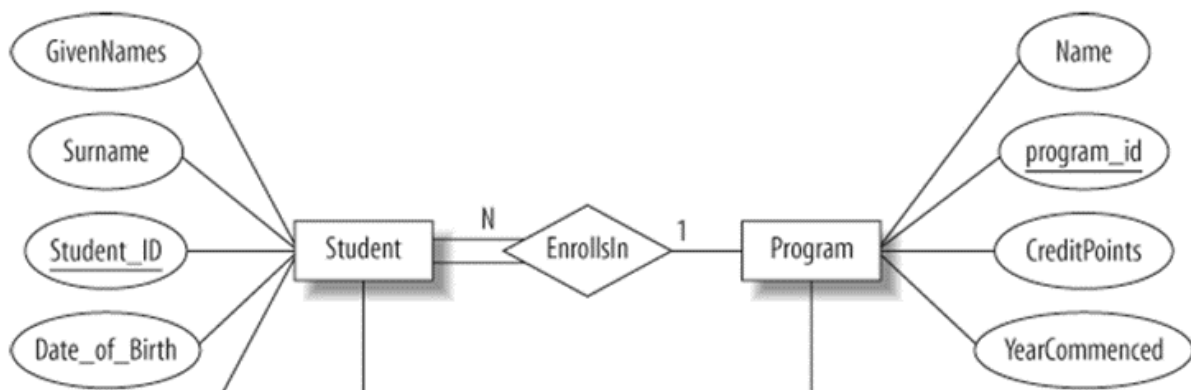 GivenNames
Name
Surname
program_id
N
1
Student_ID
Student
EnrollsIn
Program
CreditPoints
Date_of_Birth
YearCommenced